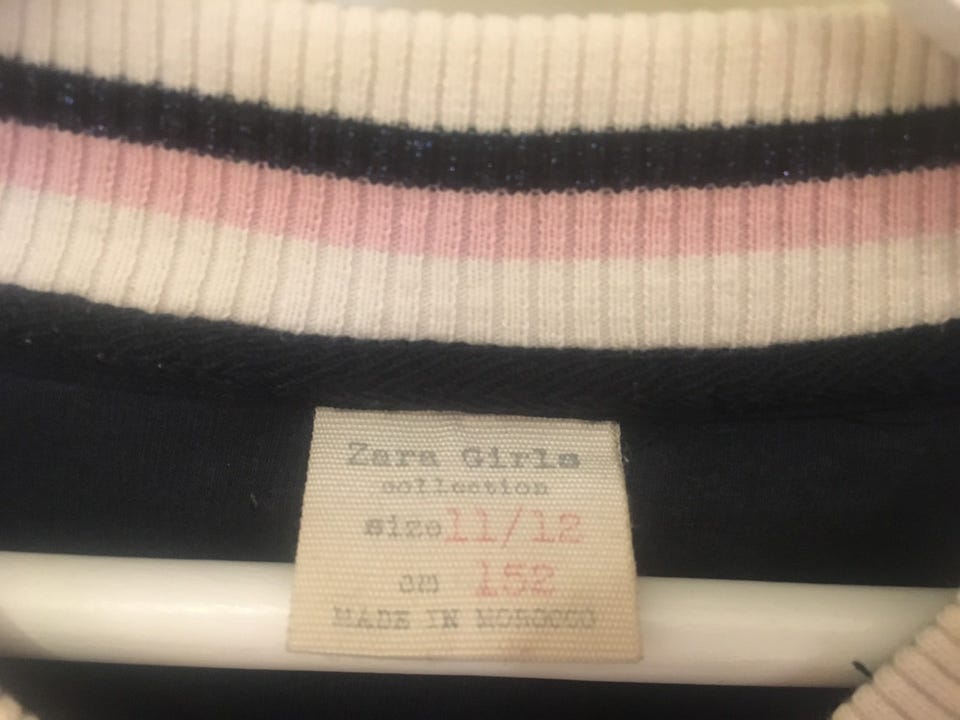 Zara Girls
collection
size 11/12
cm 152
MADE IN MOROCCO